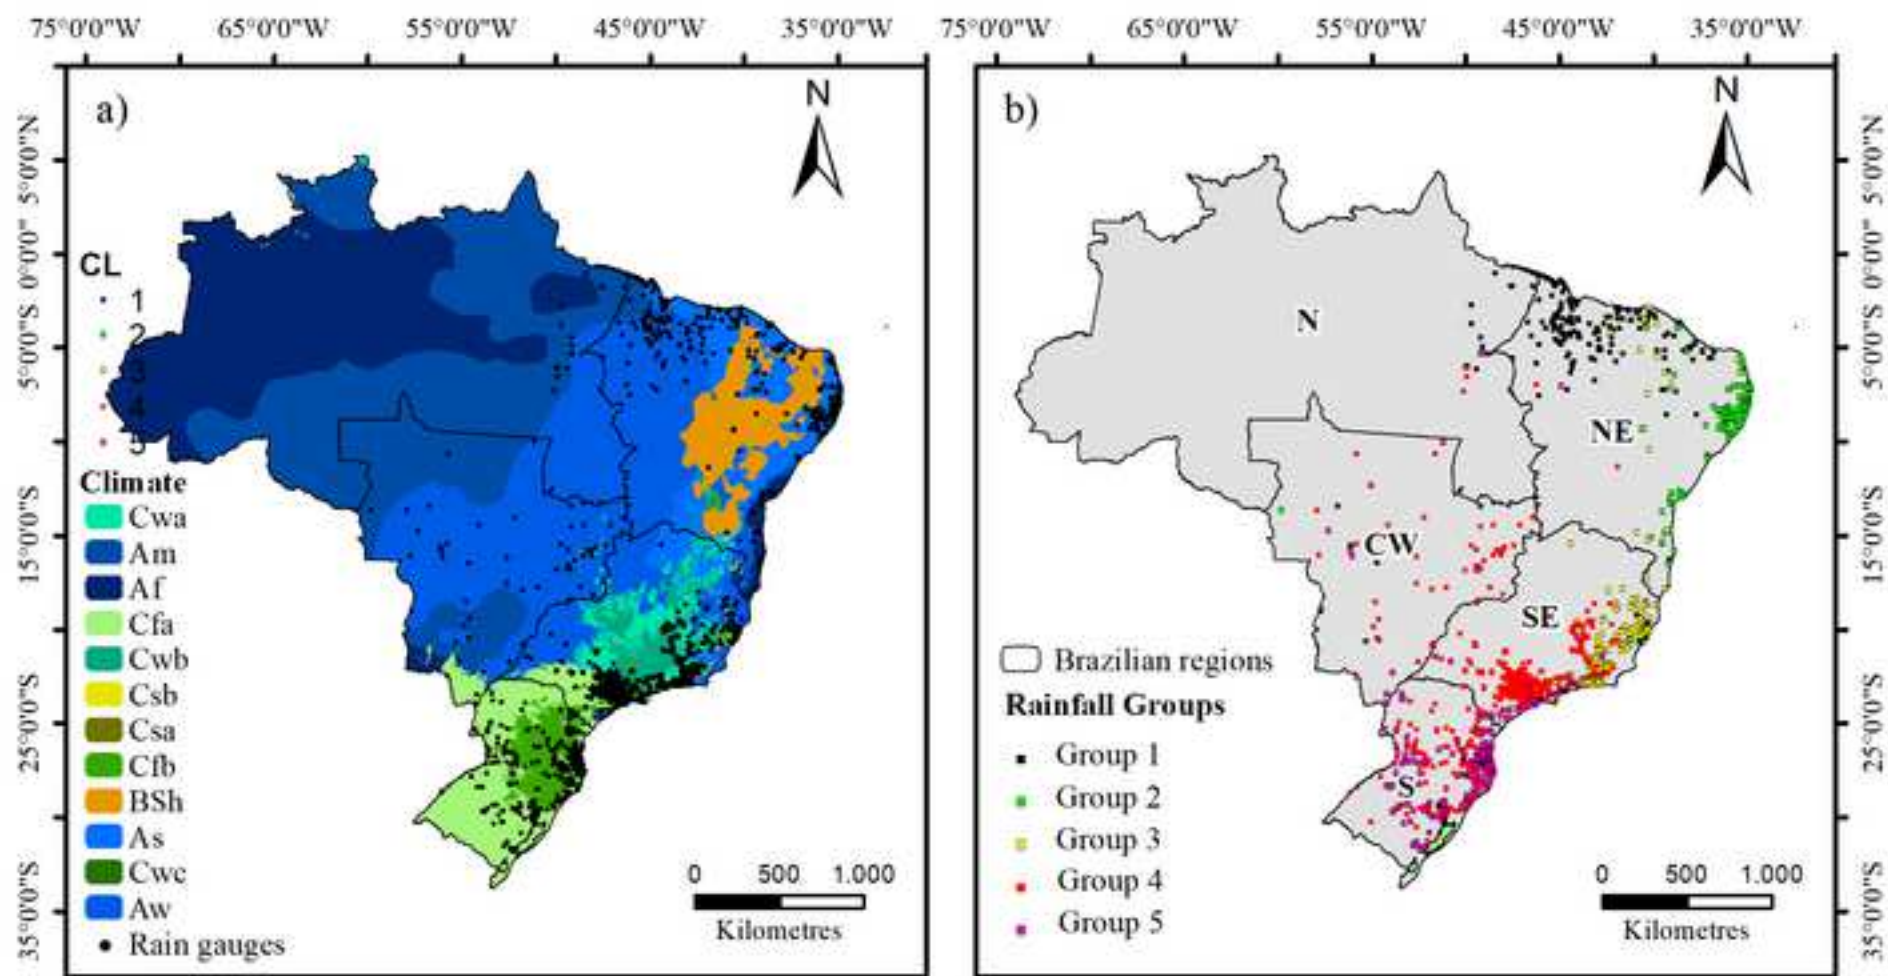 75°0'0"W 65°0'0"W 55°0'0"W 45°0'0"W 35°0'0"W
a)
N
5°0'0"N
0°0'0"
5°0'0"S
15°0'0"S
25°0'0"S
35°0'0"S
CL
1
2
3
4
5
Climate
Cwa
Am
Af
Cfa
Cwb
Csb
Csa
Cfb
BSh
As
Cwc
Aw
Rain gauges
0 500 1.000
Kilometres
75°0'0"W 65°0'0"W 55°0'0"W 45°0'0"W 35°0'0"W
b)
N
N
NE
CW
SE
S
Brazilian regions
Rainfall Groups
Group 1
Group 2
Group 3
Group 4
Group 5
0 500 1.000
Kilometres
5°0'0"N
0°0'0"
5°0'0"S
15°0'0"S
25°0'0"S
35°0'0"S